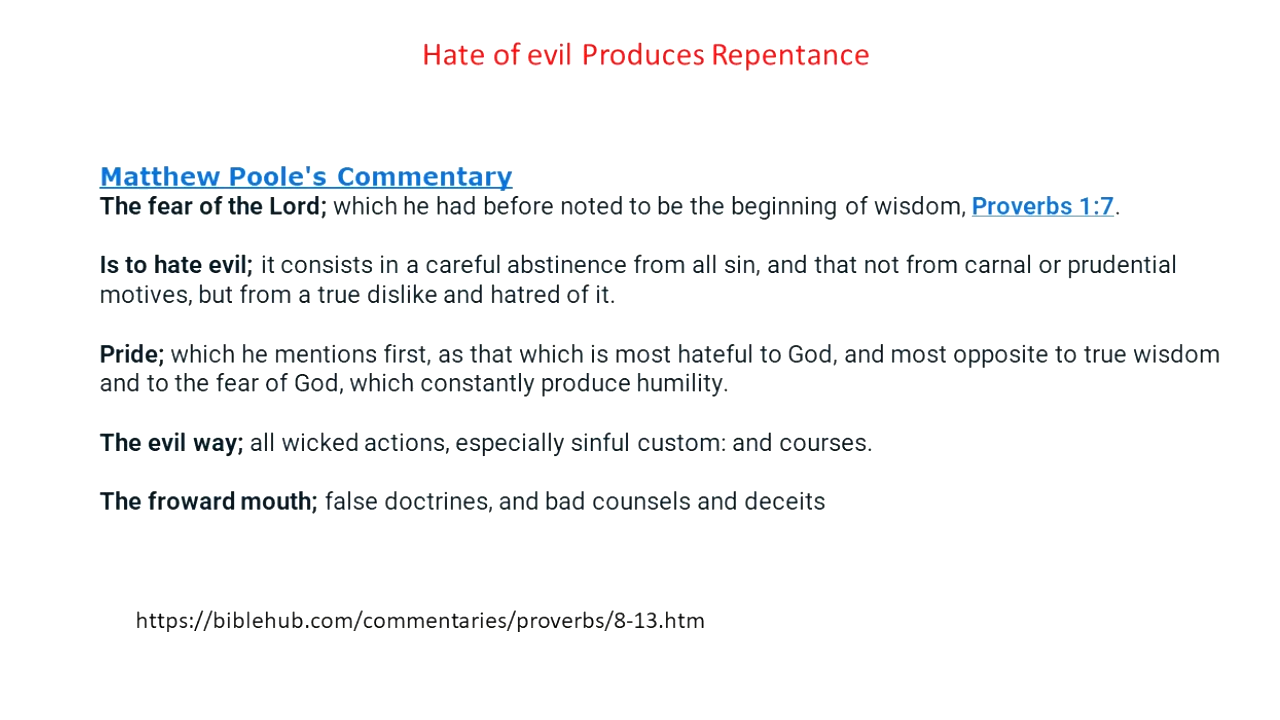 Hate of evil Produces Repentance
Matthew Poole's Commentary
The fear of the Lord; which he had before noted to be the beginning of wisdom, Proverbs 1:7.
Is to hate evil; it consists in a careful abstinence from all sin, and that not from carnal or prudential
motives, but from a true dislike and hatred of it.
Pride; which he mentions first, as that which is most hateful to God, and most opposite to true wisdom
and to the fear of God, which constantly produce humility.
The evil way; all wicked actions, especially sinful custom: and courses.
The froward mouth; false doctrines, and bad counsels and deceits
https://biblehub.com/commentaries/proverbs/8-13.htm